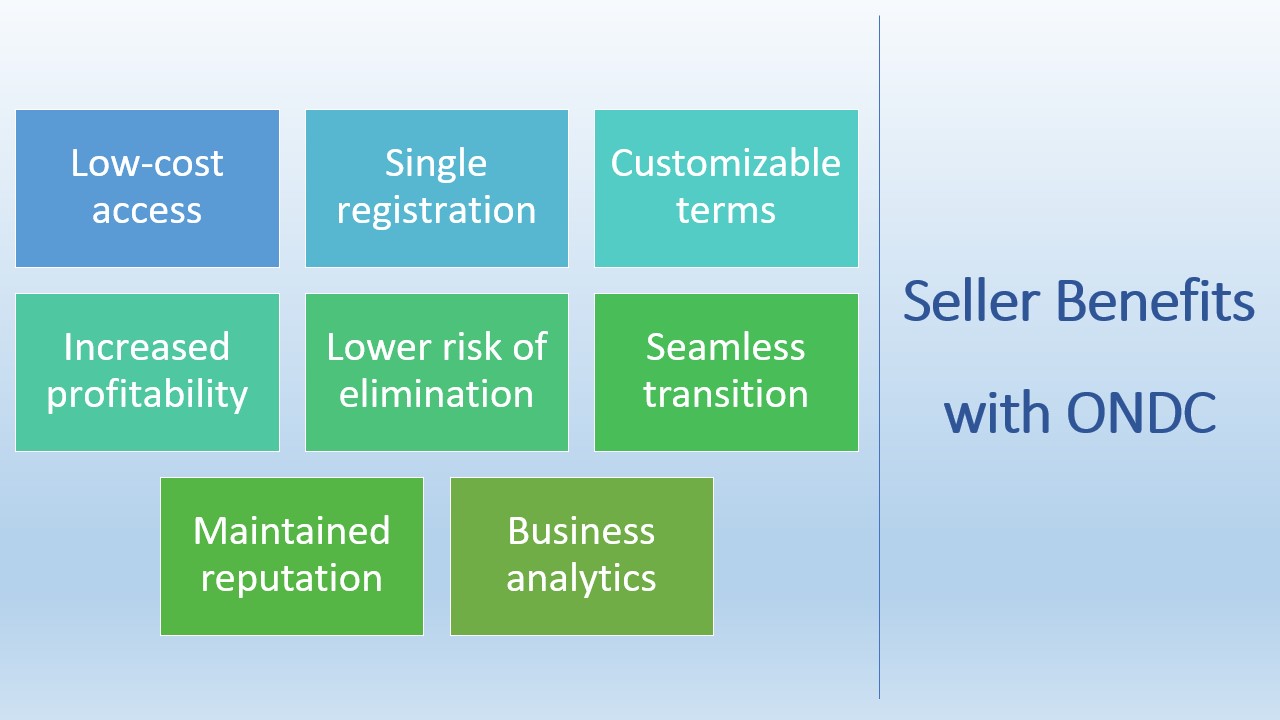 Low-cost
access
Single
registration
Customizable
terms
Increased
profitability
Lower risk of
elimination
Seamless
transition
Maintained
reputation
Business
analytics
Seller Benefits
with ONDC